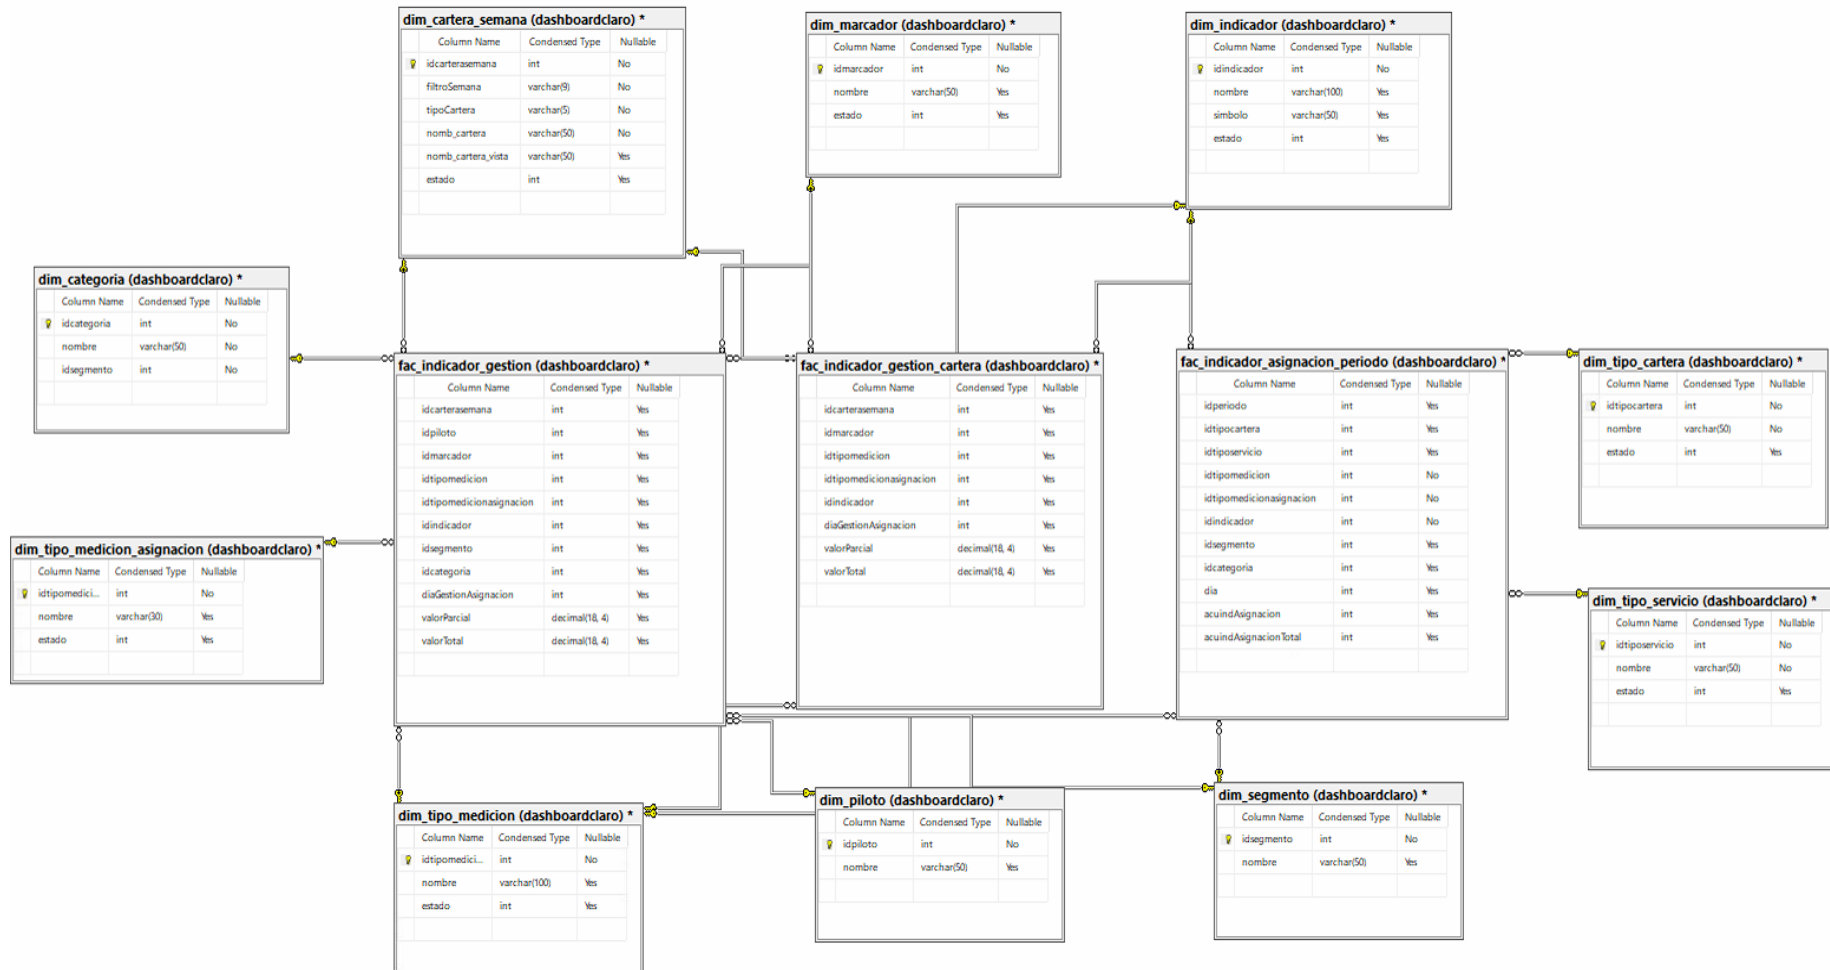 dim_cartera_semana (dashboardclaro) *
Column Name Condensed Type Nullable
idcarterasemana int No
filtroSemana varchar(9) No
tipoCartera varchar(5) No
nomb_cartera varchar(50) No
nomb_cartera_vista varchar(50) Yes
estado int Yes
dim_marcador (dashboardclaro) *
Column Name Condensed Type Nullable
idmarcador int No
nombre varchar(50) Yes
estado int Yes
dim_indicador (dashboardclaro) *
Column Name Condensed Type Nullable
idindicador int No
nombre varchar(100) Yes
simbolo varchar(50) Yes
estado int Yes
dim_categoria (dashboardclaro) *
Column Name Condensed Type Nullable
idcategoria int No
nombre varchar(50) No
idsegmento int No
fac_indicador_gestion (dashboardclaro) *
Column Name Condensed Type Nullable
idcarterasemana int Yes
idpiloto int Yes
idmarcador int Yes
idtipomedicion int Yes
idtipomedicionasignacion int Yes
idindicador int Yes
idsegmento int Yes
idcategoria int Yes
diaGestionAsignacion int Yes
valorParcial decimal(18, 4) Yes
valorTotal decimal(18, 4) Yes
fac_indicador_gestion_cartera (dashboardclaro) *
Column Name Condensed Type Nullable
idcarterasemana int Yes
idmarcador int Yes
idtipomedicion int Yes
idtipomedicionasignacion int Yes
idindicador int Yes
diaGestionAsignacion int Yes
valorParcial decimal(18, 4) Yes
valorTotal decimal(18, 4) Yes
fac_indicador_asignacion_periodo (dashboardclaro) *
Column Name Condensed Type Nullable
idperiodo int Yes
idtipocartera int Yes
idtiposervicio int Yes
idtipomedicion int No
idtipomedicionasignacion int No
idindicador int No
idsegmento int Yes
idcategoria int Yes
dia int Yes
acuindAsignacion int Yes
acuindAsignacionTotal int Yes
dim_tipo_cartera (dashboardclaro) *
Column Name Condensed Type Nullable
idtipocartera int No
nombre varchar(50) No
estado int Yes
dim_tipo_medicion_asignacion (dashboardclaro) *
Column Name Condensed Type Nullable
idtipomedici... int No
nombre varchar(30) Yes
estado int Yes
dim_tipo_servicio (dashboardclaro) *
Column Name Condensed Type Nullable
idtiposervicio int No
nombre varchar(50) No
estado int Yes
dim_tipo_medicion (dashboardclaro) *
Column Name Condensed Type Nullable
idtipomedici... int No
nombre varchar(100) Yes
estado int Yes
dim_piloto (dashboardclaro) *
Column Name Condensed Type Nullable
idpiloto int No
nombre varchar(50) Yes
dim_segmento (dashboardclaro) *
Column Name Condensed Type Nullable
idsegmento int No
nombre varchar(50) Yes